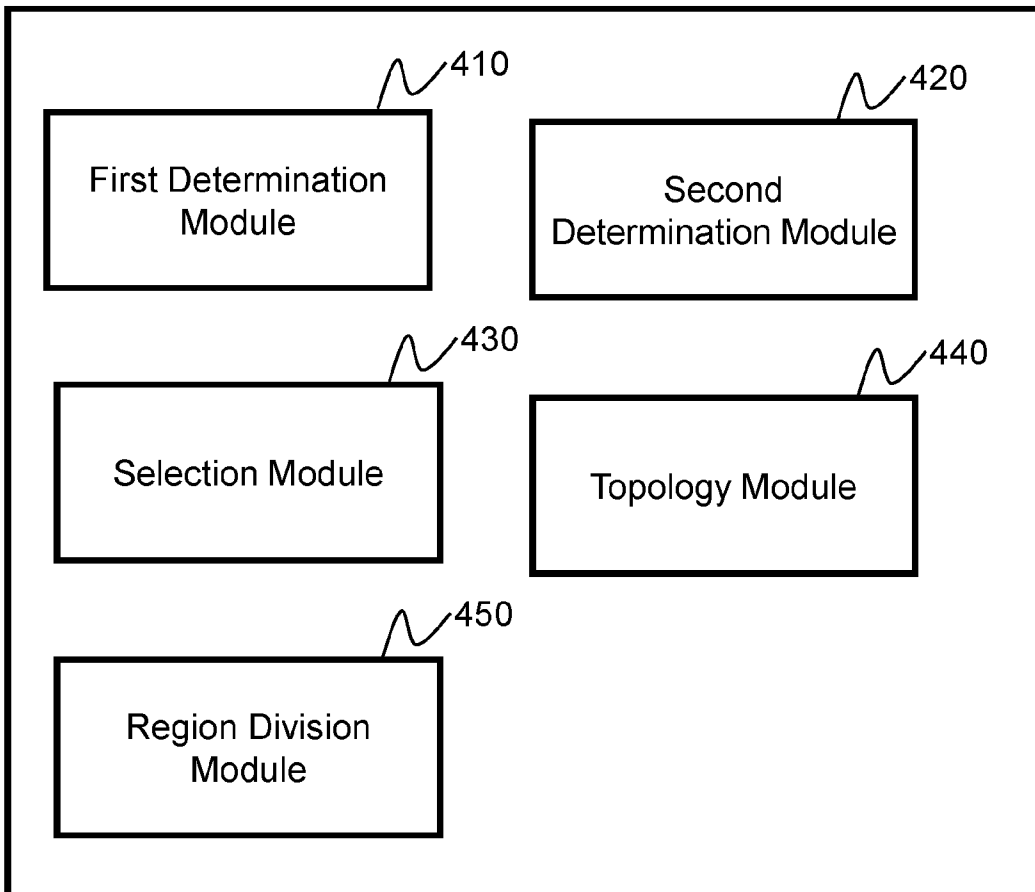 410
First Determination
Module
420
Second
Determination Module
430
Selection Module
440
Topology Module
450
Region Division
Module